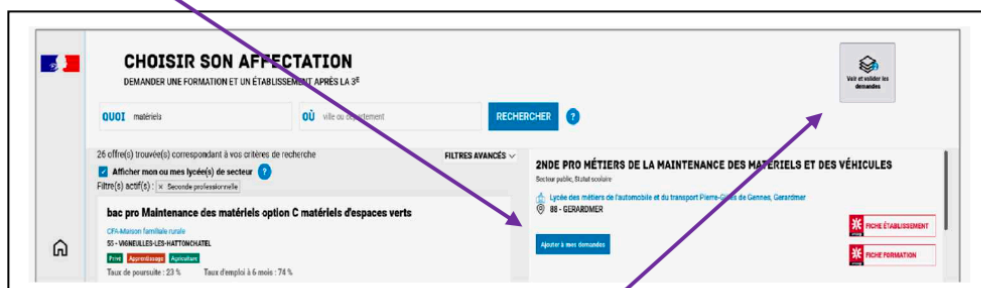 CHOISIR SON AFFECTATION
DEMANDER UNE FORMATION ET UN ÉTABLISSEMENT APRÈS LA 3E
Voir et valider les
demandes
QUOI matériels
OÙ ville ou département
RECHERCHER ?
26 offre(s) trouvée(s) correspondant à vos critères de recherche
FILTRES AVANCÉS
Afficher mon ou mes lycée(s) de secteur ?
Filtre(s) actif(s) : × Seconde professionnelle
bac pro Maintenance des matériels option C matériels d'espaces verts
CFA-Maison familiale rurale
55 - VIGNEULLES-LES-HATTONCHATEL
Privé Apprentissage Agriculture
Taux de poursuite : 23 % Taux d'emploi à 6 mois : 74 %
2NDE PRO MÉTIERS DE LA MAINTENANCE DES MATÉRIELS ET DES VÉHICULES
Secteur public, Statut scolaire
Lycée des métiers de l'automobile et du transport Pierre-Gilles de Gennes, Gerardmer
88 - GERARDMER
Ajouter à mes demandes
FICHE ÉTABLISSEMENT
FICHE FORMATION